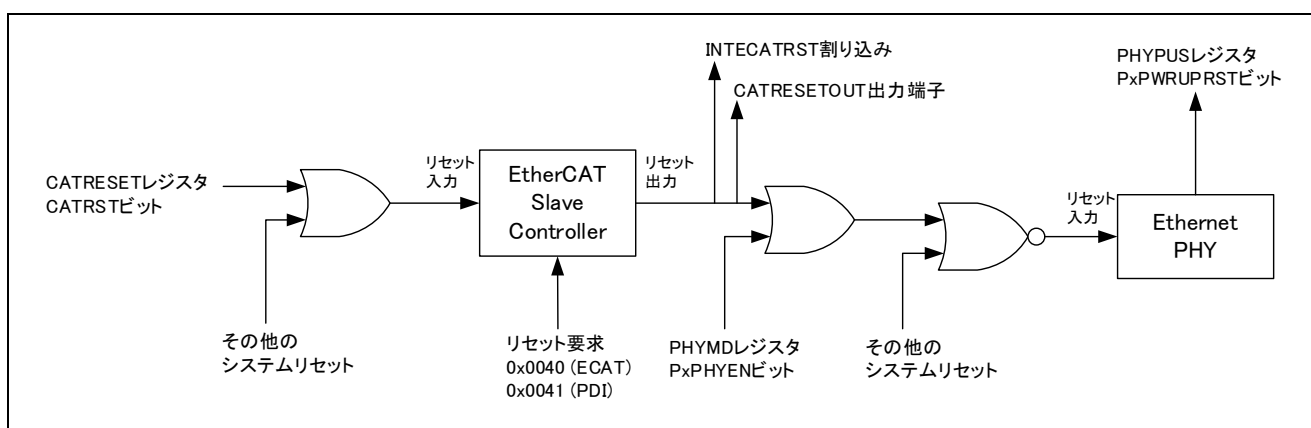 INTECATRST割り込み
CATRESETOUT出力端子
PHYPUSレジスタ
PxPWRUPRSTビット
CATRESETレジスタ
CATRSTビット
リセット
入力
EtherCAT
Slave
Controller
リセット
出力
リセット
入力
Ethernet
PHY
その他の
システムリセット
リセット要求
0x0040 (ECAT)
0x0041 (PDI)
PHYMDレジスタ
PxPHYENビット
その他の
システムリセット